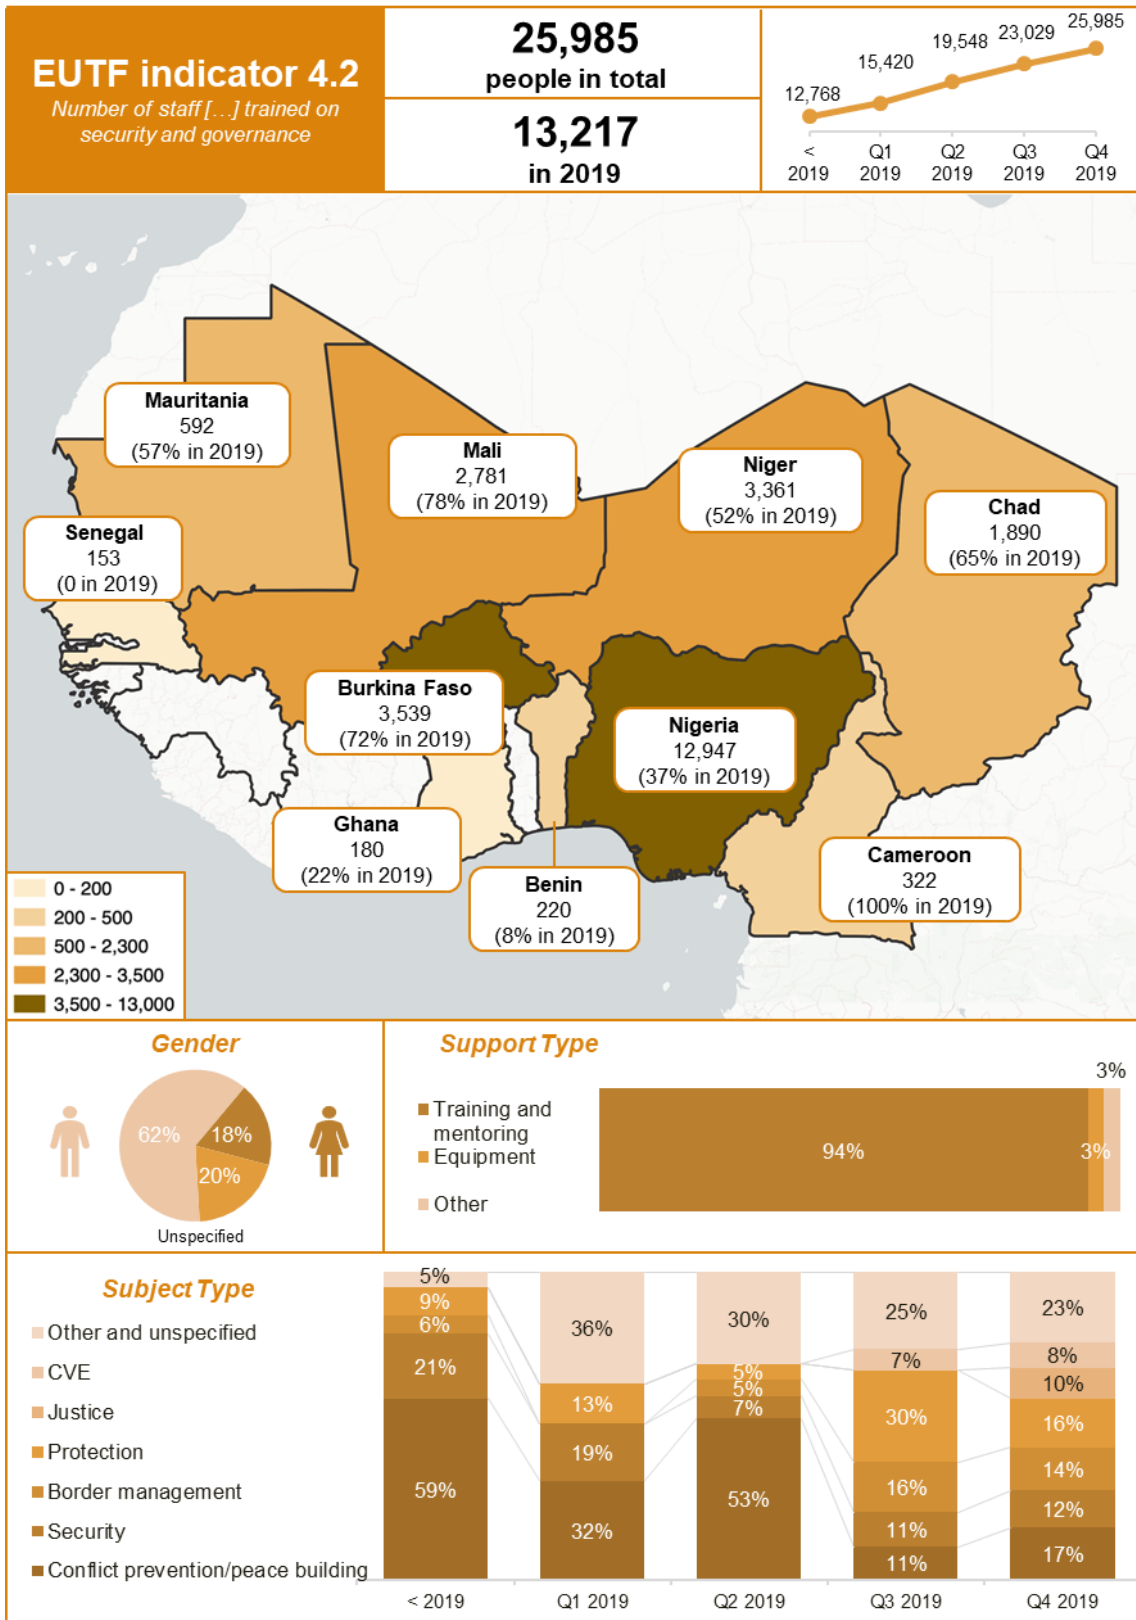 EUTF indicator 4.2
Number of staff [...] trained on
security and governance
25,985
people in total
13,217
in 2019
12,768
15,420
19,548
23,029
25,985
<
2019
Q1
2019
Q2
2019
Q3
2019
Q4
2019
Mauritania
592
(57% in 2019)
Mali
2,781
(78% in 2019)
Niger
3,361
(52% in 2019)
Chad
1,890
(65% in 2019)
Senegal
153
(0 in 2019)
Burkina Faso
3,539
(72% in 2019)
Nigeria
12,947
(37% in 2019)
Ghana
180
(22% in 2019)
Benin
220
(8% in 2019)
Cameroon
322
(100% in 2019)
0 - 200
200 - 500
500 - 2,300
2,300 - 3,500
3,500 - 13,000
Gender
62%
18%
20%
Unspecified
Support Type
Training and
mentoring
Equipment
Other
94%
3%
3%
Subject Type
Other and unspecified
CVE
Justice
Protection
Border management
Security
Conflict prevention/peace building
5%
9%
6%
21%
59%
36%
13%
19%
32%
30%
5%
5%
7%
53%
25%
7%
30%
16%
11%
11%
23%
8%
10%
16%
14%
12%
17%
< 2019
Q1 2019
Q2 2019
Q3 2019
Q4 2019